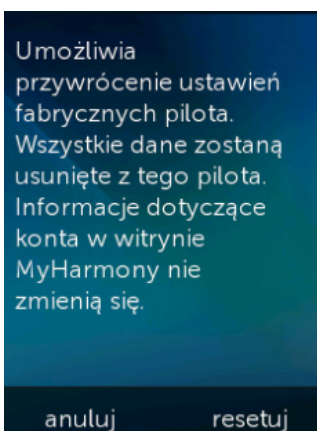 Umożliwia
przywrócenie ustawień
fabrycznych pilota.
Wszystkie dane zostaną
usunięte z tego pilota.
Informacje dotyczące
konta w witrynie
MyHarmony nie
zmienią się.
anuluj resetuj